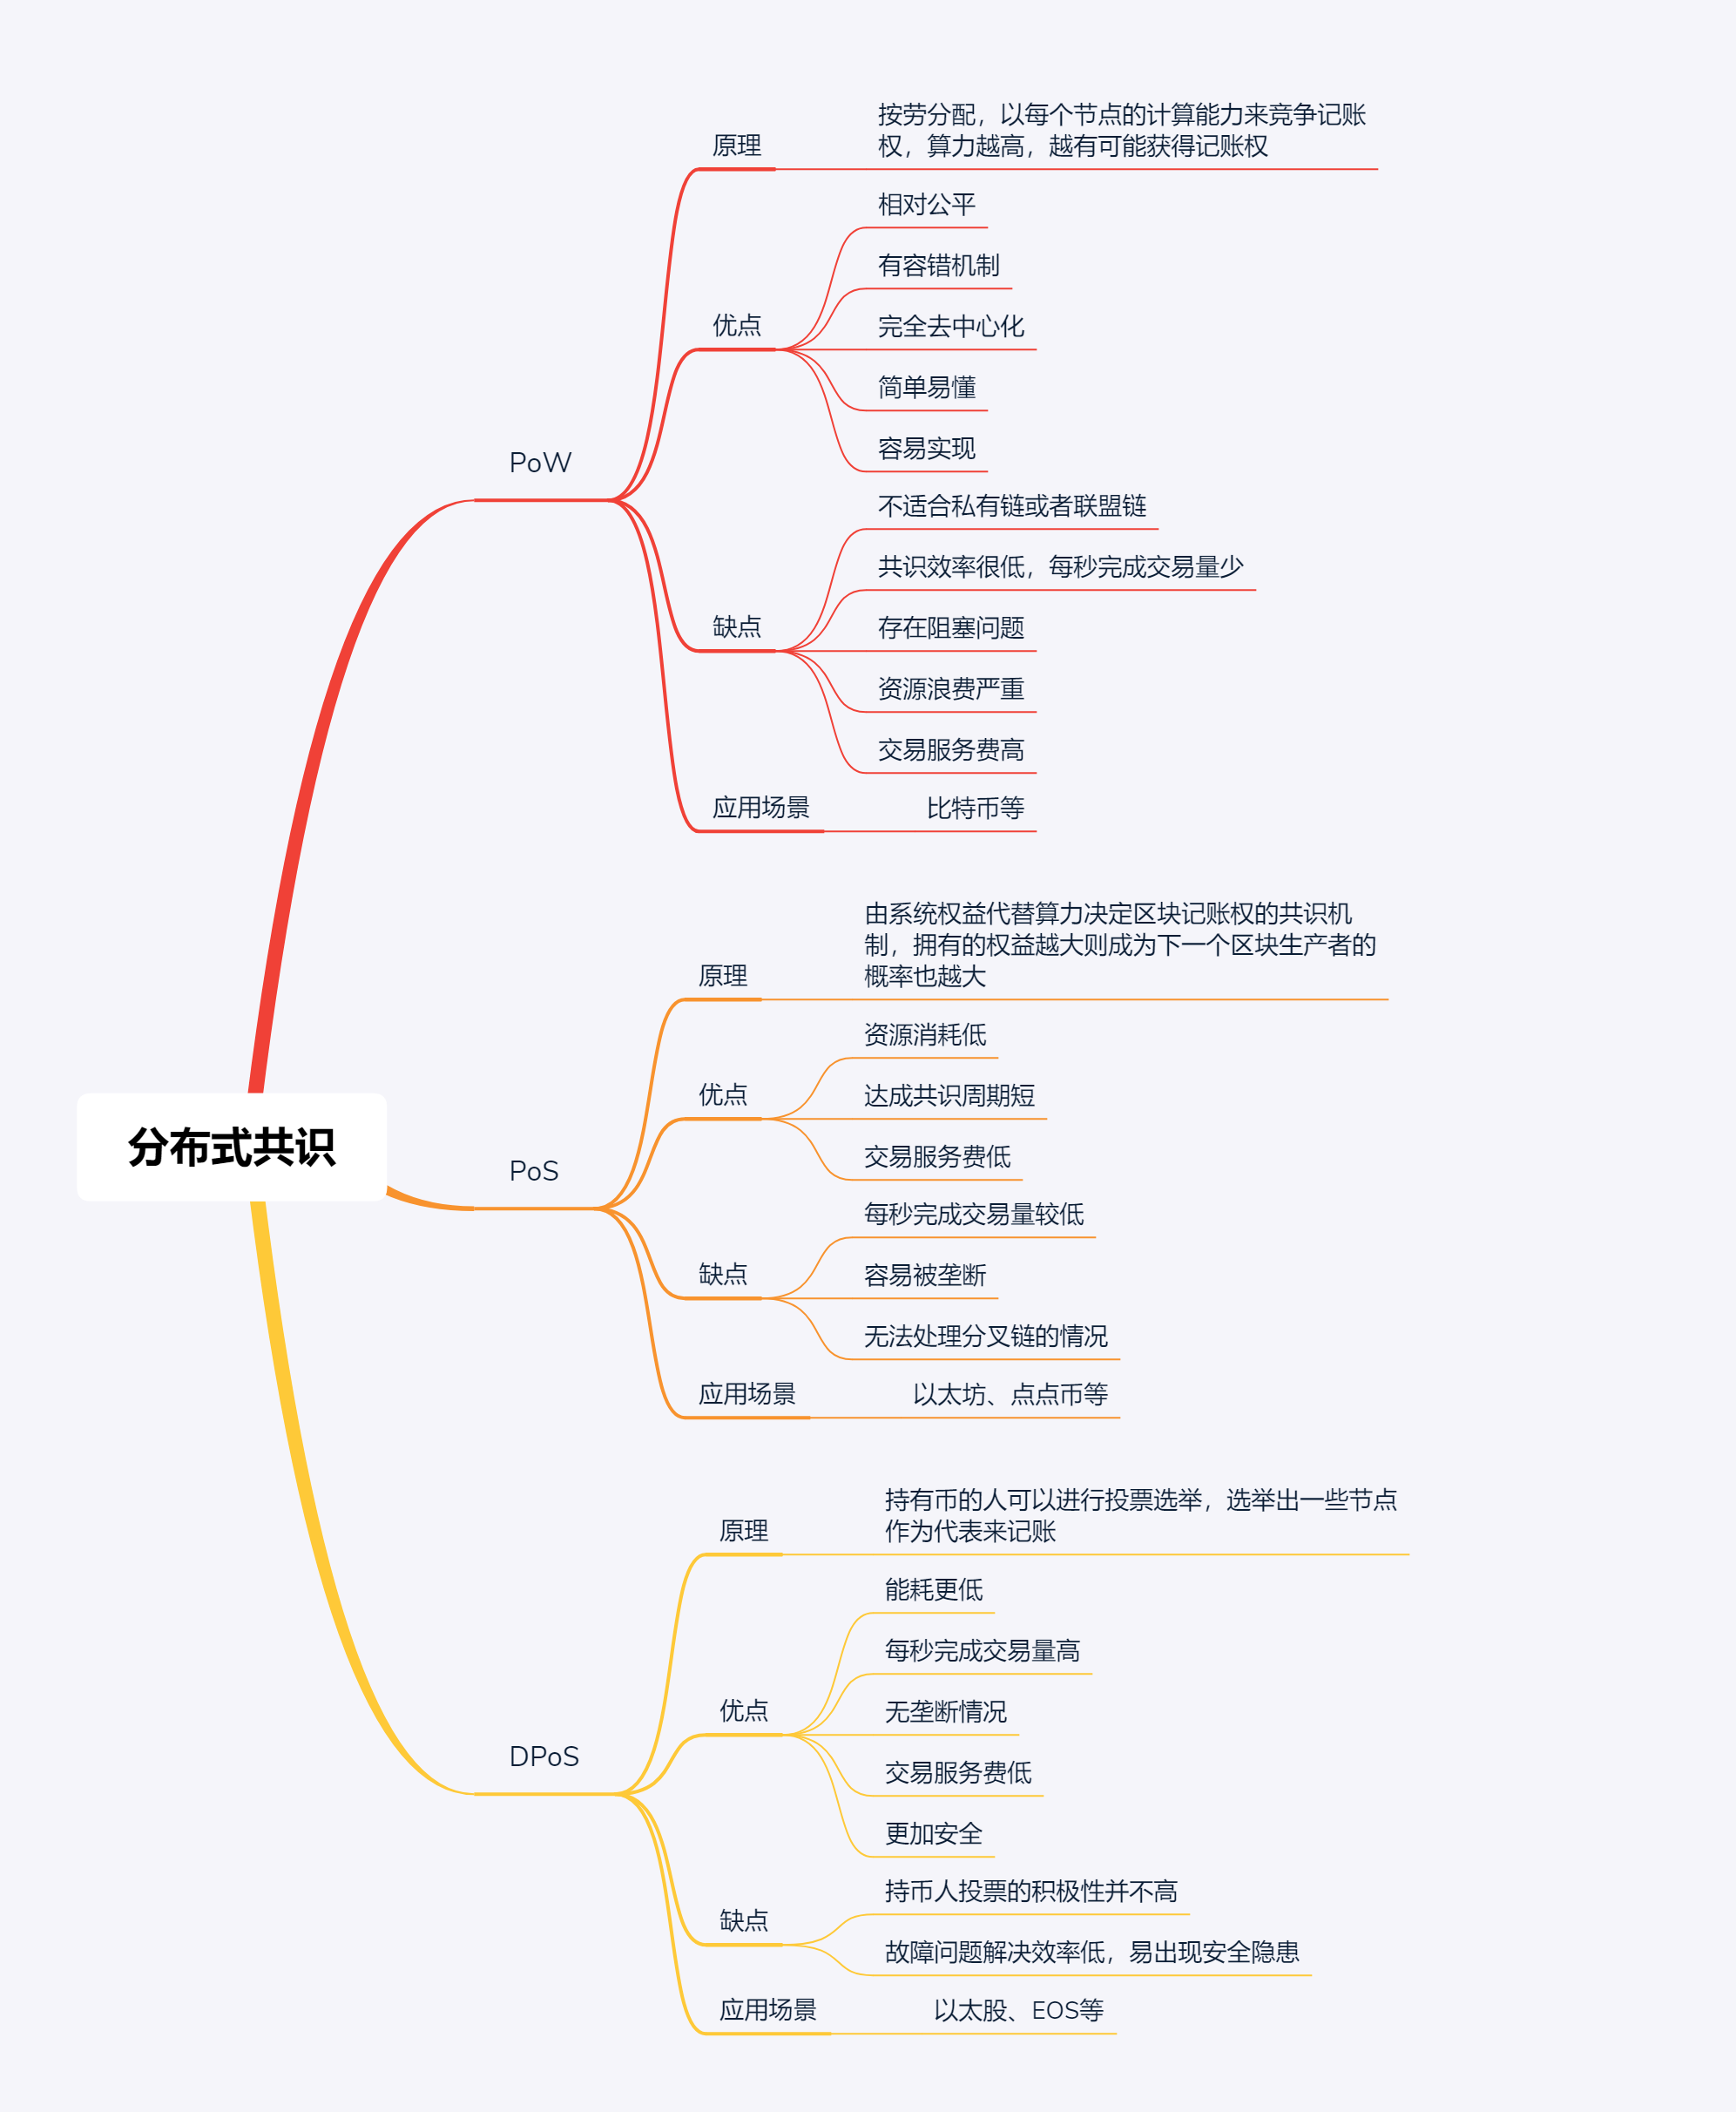 分布式共识
PoW
原理
按劳分配，以每个节点的计算能力来竞争记账
权，算力越高，越有可能获得记账权
优点
相对公平
有容错机制
完全去中心化
简单易懂
容易实现
缺点
不适合私有链或者联盟链
共识效率很低，每秒完成交易量少
存在阻塞问题
资源浪费严重
交易服务费高
应用场景
比特币等
PoS
原理
由系统权益代替算力决定区块记账权的共识机
制，拥有的权益越大则成为下一个区块生产者的
概率也越大
优点
资源消耗低
达成共识周期短
交易服务费低
缺点
每秒完成交易量较低
容易被垄断
无法处理分叉链的情况
应用场景
以太坊、点点币等
DPoS
原理
持有币的人可以进行投票选举，选举出一些节点
作为代表来记账
优点
能耗更低
每秒完成交易量高
无垄断情况
交易服务费低
更加安全
缺点
持币人投票的积极性并不高
故障问题解决效率低，易出现安全隐患
应用场景
以太股、EOS等